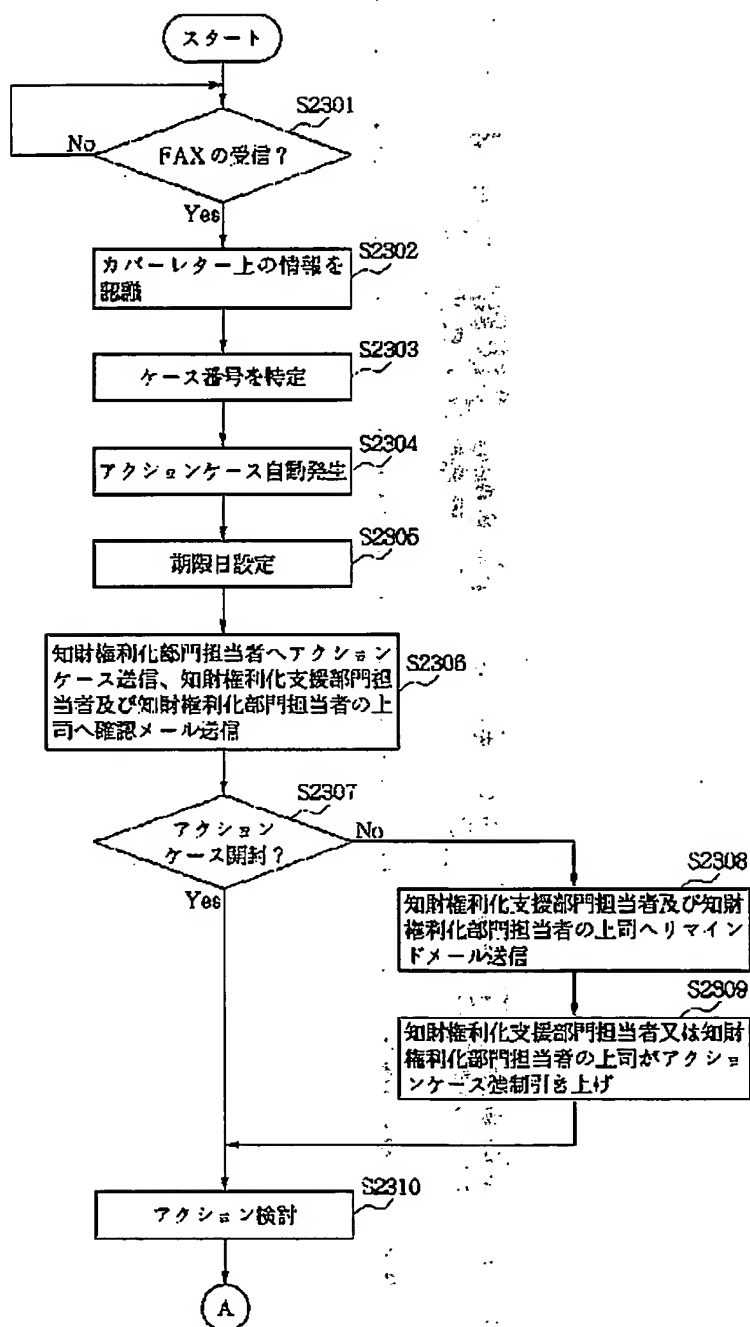 スタート
S2301
FAXの受信？
No
Yes
S2302
カバーレター上の情報を
認識
S2303
ケース番号を特定
S2304
アクションケース自動発生
S2305
期限日設定
S2306
知財権利化部門担当者へアクション
ケース送信、知財権利化支援部門担
当者及び知財権利化部門担当者の上
司へ確認メール送信
S2307
アクション
ケース開封？
No
Yes
S2308
知財権利化支援部門担当者及び知財
権利化部門担当者の上司へリマイン
ドメール送信
S2309
知財権利化支援部門担当者又は知財
権利化部門担当者の上司がアクショ
ンケース強制引き上げ
S2310
アクション検討
A